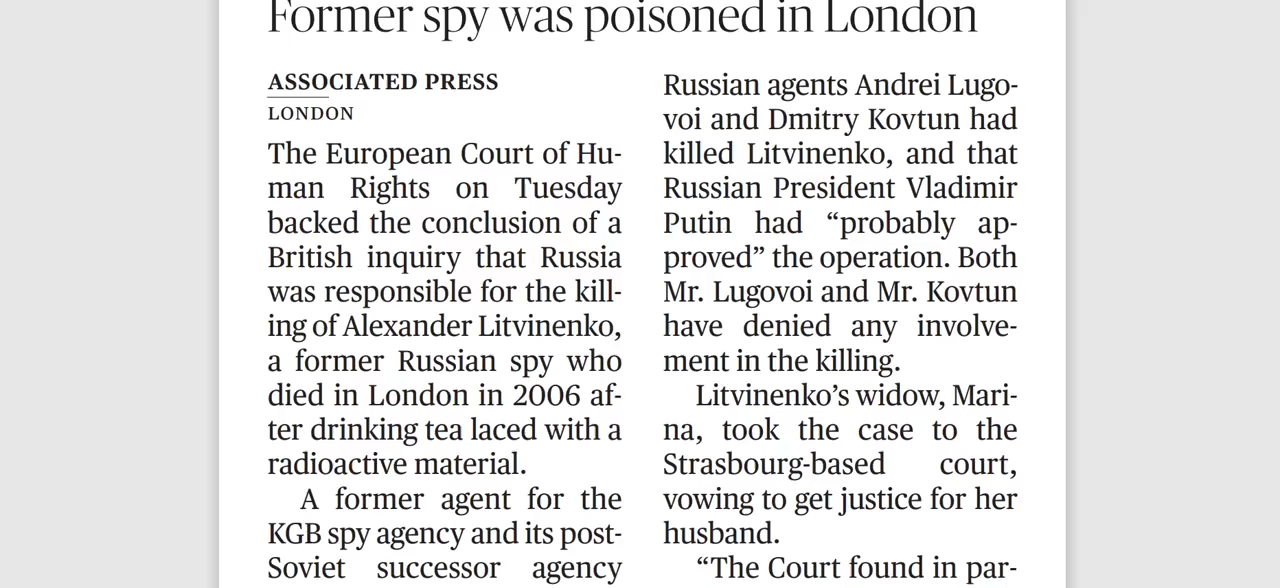 Former spy was poisoned in London
ASSOCIATED PRESS
LONDON
The European Court of Hu-
man Rights on Tuesday
backed the conclusion of a
British inquiry that Russia
was responsible for the kill-
ing of Alexander Litvinenko,
a former Russian spy who
died in London in 2006 af-
ter drinking tea laced with a
radioactive material.
A former agent for the
KGB spy agency and its post-
Soviet successor agency
Russian agents Andrei Lugo-
voi and Dmitry Kovtun had
killed Litvinenko, and that
Russian President Vladimir
Putin had “probably ap-
proved” the operation. Both
Mr. Lugovoi and Mr. Kovtun
have denied any involve-
ment in the killing.
Litvinenko’s widow, Mari-
na, took the case to the
Strasbourg-based court,
vowing to get justice for her
husband.
“The Court found in par-